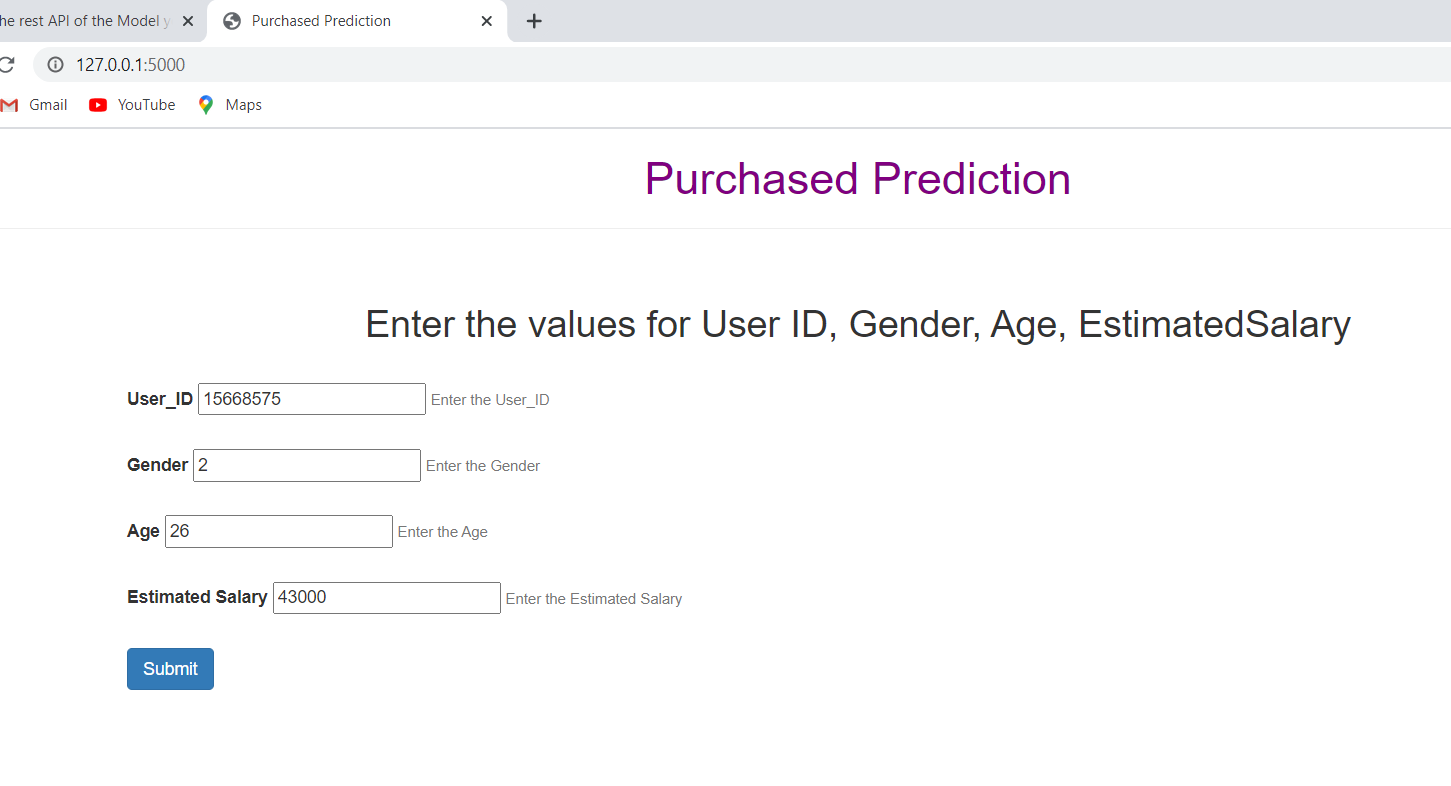 he rest API of the Model y
Purchased Prediction
127.0.0.1:5000
Gmail YouTube Maps
Purchased Prediction
Enter the values for User ID, Gender, Age, EstimatedSalary
User_ID 15668575 Enter the User_ID
Gender 2 Enter the Gender
Age 26 Enter the Age
Estimated Salary 43000 Enter the Estimated Salary
Submit